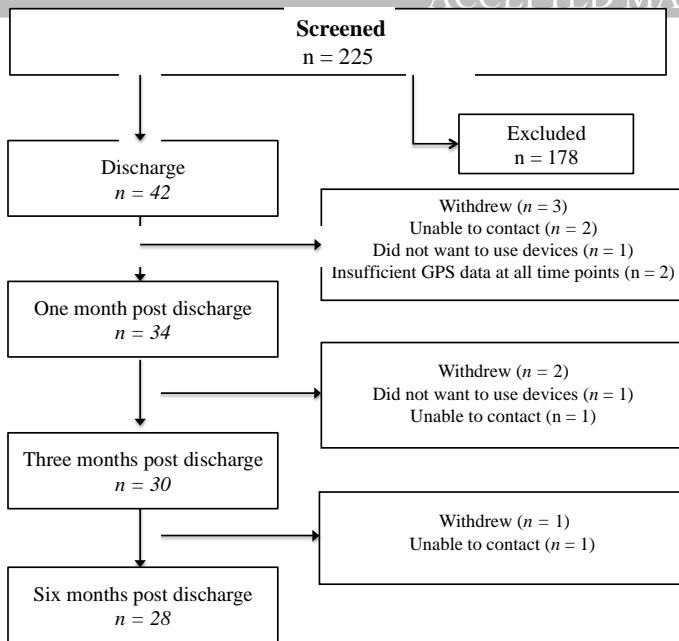 Screened
n = 225
Excluded
n = 178
Discharge
n = 42
Withdrew (n = 3)
Unable to contact (n = 2)
Did not want to use devices (n = 1)
Insufficient GPS data at all time points (n = 2)
One month post discharge
n = 34
Withdrew (n = 2)
Did not want to use devices (n = 1)
Unable to contact (n = 1)
Three months post discharge
n = 30
Withdrew (n = 1)
Unable to contact (n = 1)
Six months post discharge
n = 28